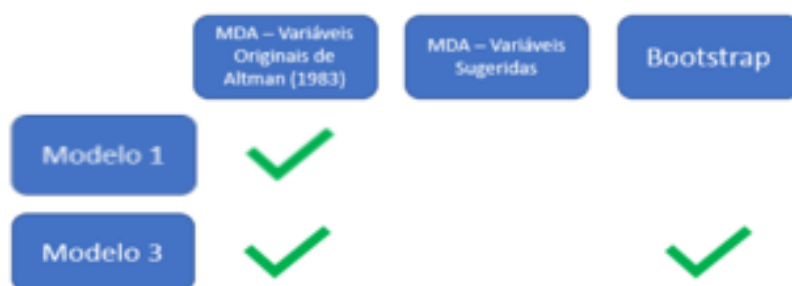 MDA – Variáveis
Originais de
Altman (1983)
MDA – Variáveis
Sugeridas
Bootstrap
Modelo 1
Modelo 3